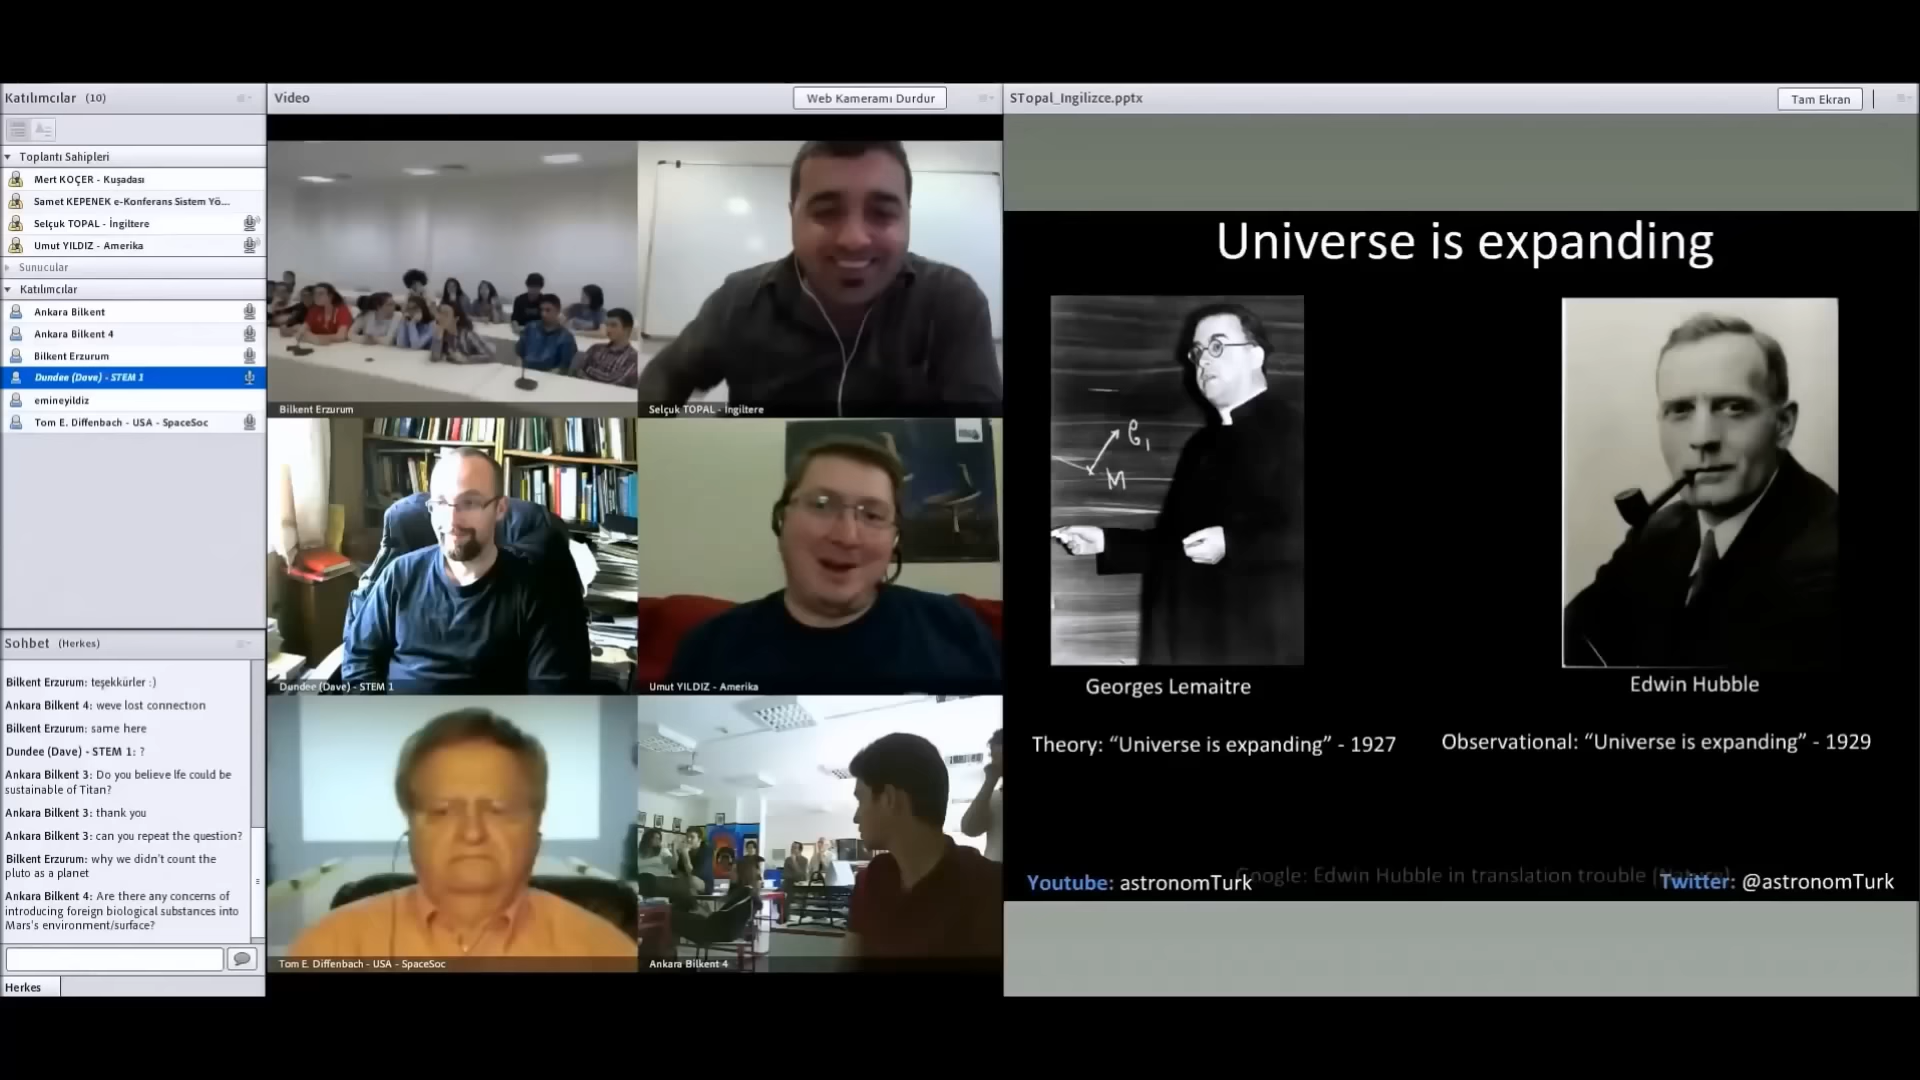 Katılımcılar (10)
Toplantı Sahipleri
Mert KOÇER - Kuşadası
Samet KEPENEK e-Konferans Sistem Yö...
Selçuk TOPAL - İngiltere
Umut YILDIZ - Amerika
Sunucular
Katılımcılar
Ankara Bilkent
Ankara Bilkent 4
Bilkent Erzurum
Dundee (Dave) - STEM 1
emineyildiz
Tom E. Diffenbach - USA - SpaceSoc
Sohbet (Herkes)
Bilkent Erzurum: teşekkürler :)
Ankara Bilkent 4: weve lost connection
Bilkent Erzurum: same here
Dundee (Dave) - STEM 1: ?
Ankara Bilkent 3: Do you believe lfe could be
sustainable of Titan?
Ankara Bilkent 3: thank you
Ankara Bilkent 3: can you repeat the question?
Bilkent Erzurum: why we didn't count the
pluto as a planet
Ankara Bilkent 4: Are there any concerns of
introducing foreign biological substances into
Mars's environment/surface?
Herkes
Video
Web Kameramı Durdur
Bilkent Erzurum
Selçuk TOPAL - İngiltere
Dundee (Dave) - STEM 1
Umut YILDIZ - Amerika
Tom E. Diffenbach - USA - SpaceSoc
Ankara Bilkent 4
STopal_Ingilizce.pptx
Tam Ekran
Universe is expanding
e1
M
Georges Lemaitre
Edwin Hubble
Theory: “Universe is expanding” - 1927
Observational: “Universe is expanding” - 1929
Google: Edwin Hubble in translation trouble (Nature)
Youtube: astronomTurk
Twitter: @astronomTurk